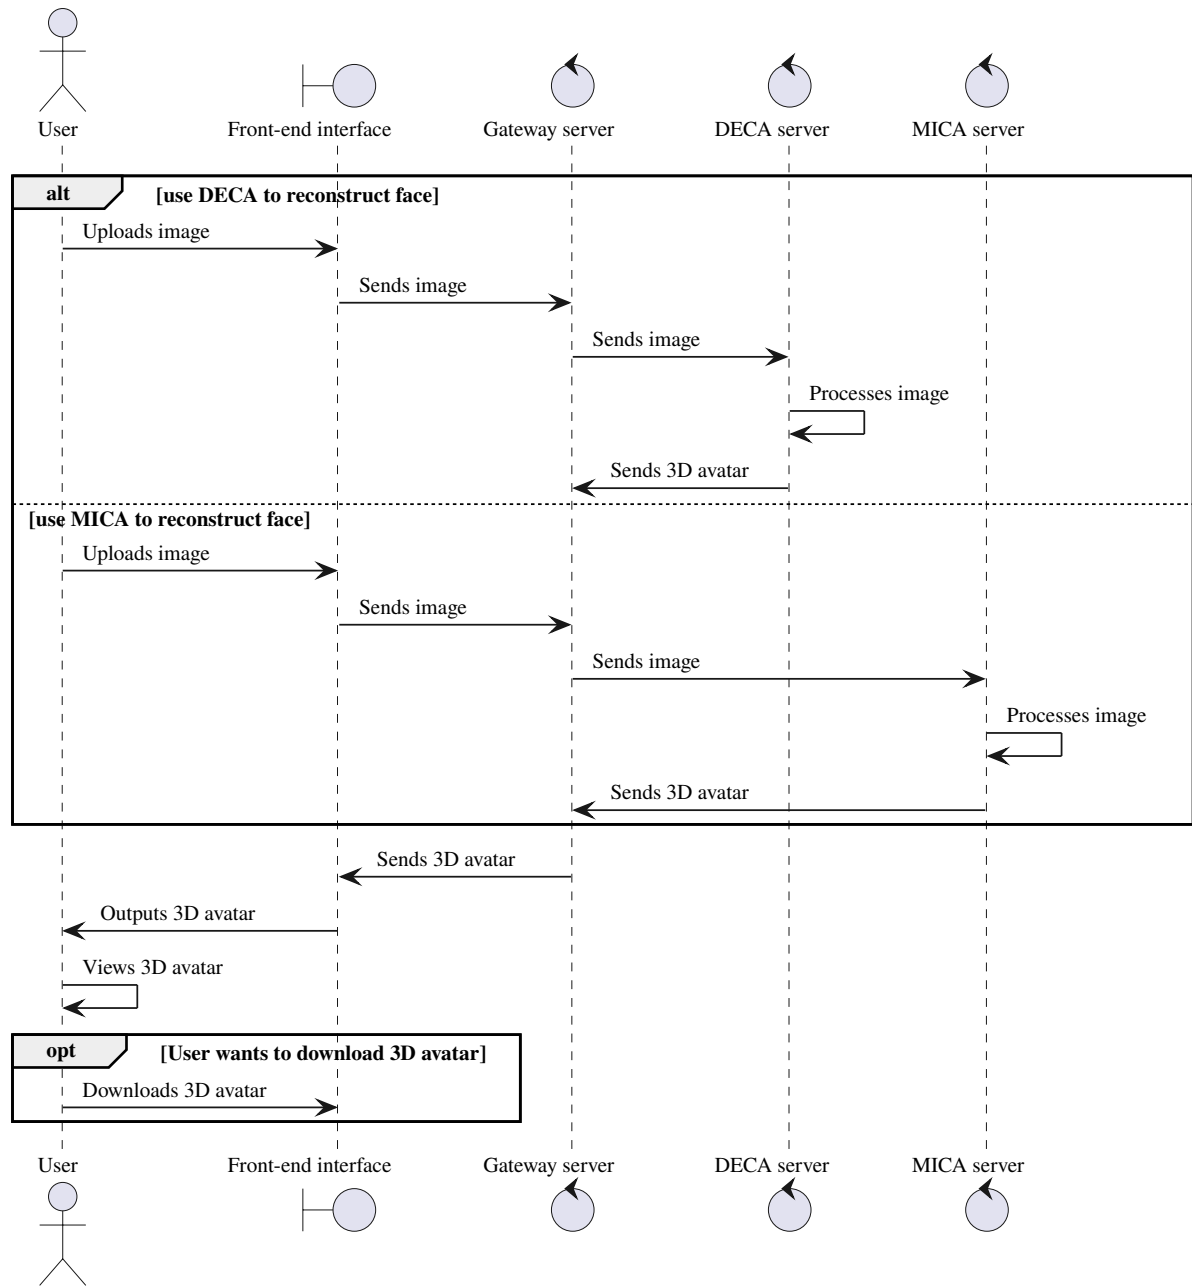 User
Front-end interface
Gateway server
DECA server
MICA server
alt
[use DECA to reconstruct face]
Uploads image
Sends image
Sends image
Processes image
Sends 3D avatar
[use MICA to reconstruct face]
Uploads image
Sends image
Sends image
Processes image
Sends 3D avatar
Sends 3D avatar
Outputs 3D avatar
Views 3D avatar
opt
[User wants to download 3D avatar]
Downloads 3D avatar
User
Front-end interface
Gateway server
DECA server
MICA server